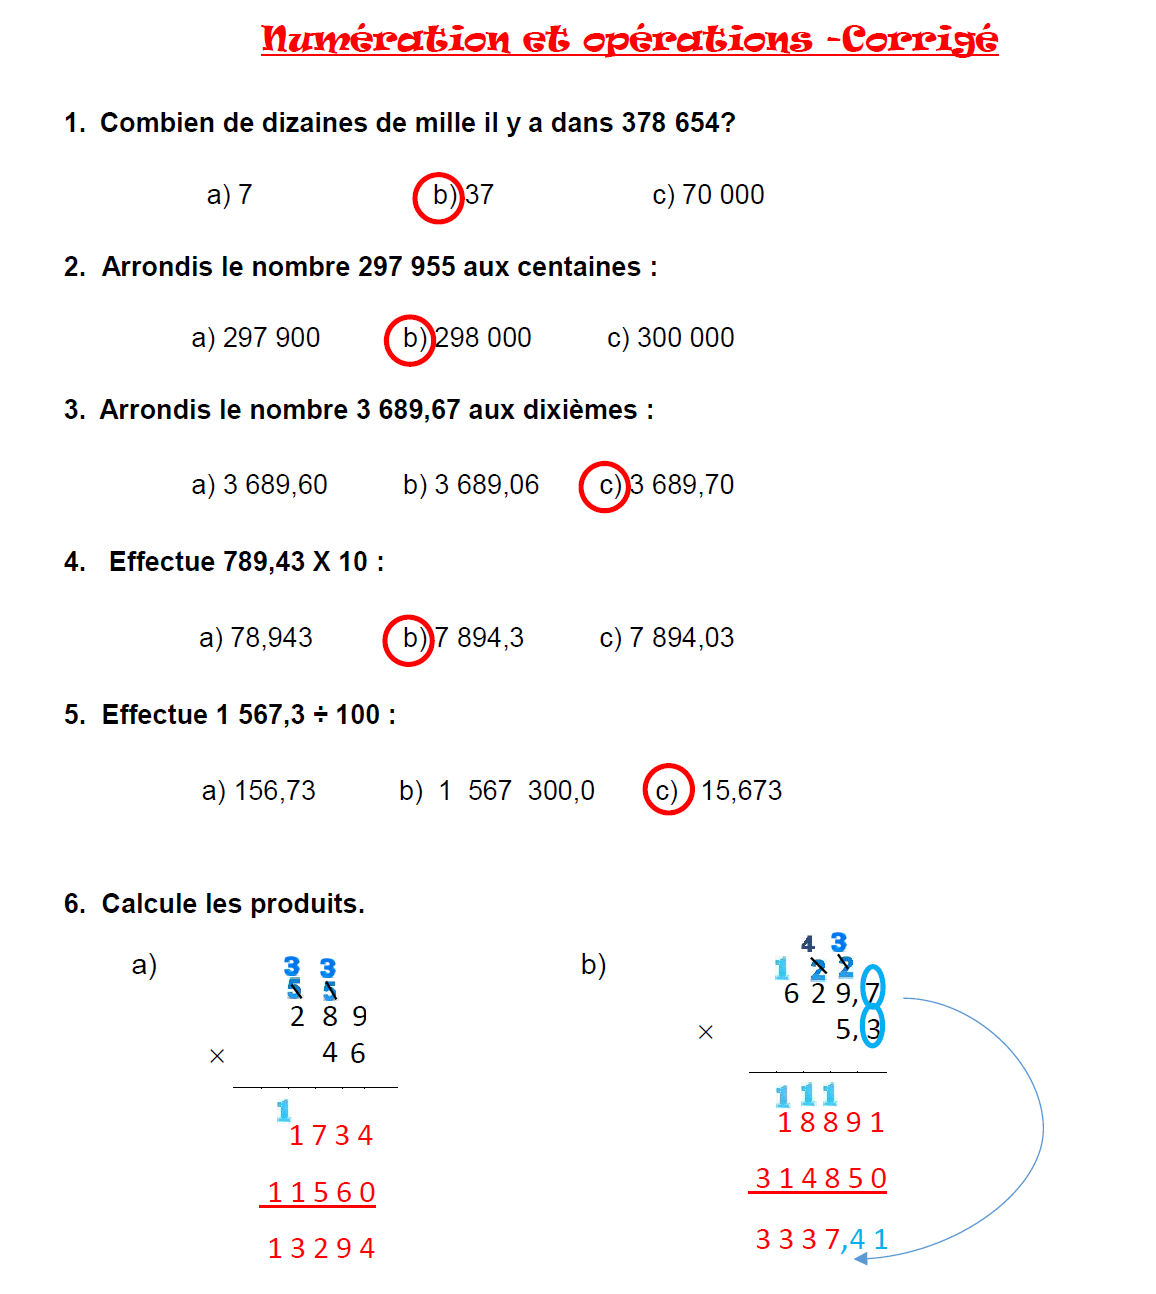 Numération et opérations -Corrigé
1. Combien de dizaines de mille il y a dans 378 654?
a) 7 b) 37 c) 70 000
2. Arrondis le nombre 297 955 aux centaines :
a) 297 900 b) 298 000 c) 300 000
3. Arrondis le nombre 3 689,67 aux dixièmes :
a) 3 689,60 b) 3 689,06 c) 3 689,70
4. Effectue 789,43 X 10 :
a) 78,943 b) 7 894,3 c) 7 894,03
5. Effectue 1 567,3 ÷ 100 :
a) 156,73 b) 1 567 300,0 c) 15,673
6. Calcule les produits.
a)
3 3
5 5
2 8 9
× 4 6
1
1 7 3 4
1 1 5 6 0
1 3 2 9 4
b)
4 3
1 2 2
6 2 9,7
× 5,3
1 1 1
1 8 8 9 1
3 1 4 8 5 0
3 3 3 7,4 1